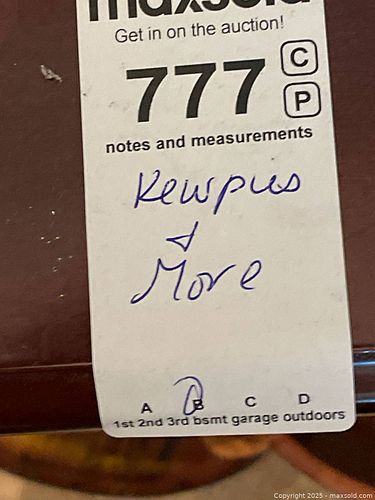 maxsold
Get in on the auction!
777 C
P
notes and measurements
Kewpies
+
More
A B C D
1st 2nd 3rd bsmt garage outdoors
Copyright 2025 - maxsold.com